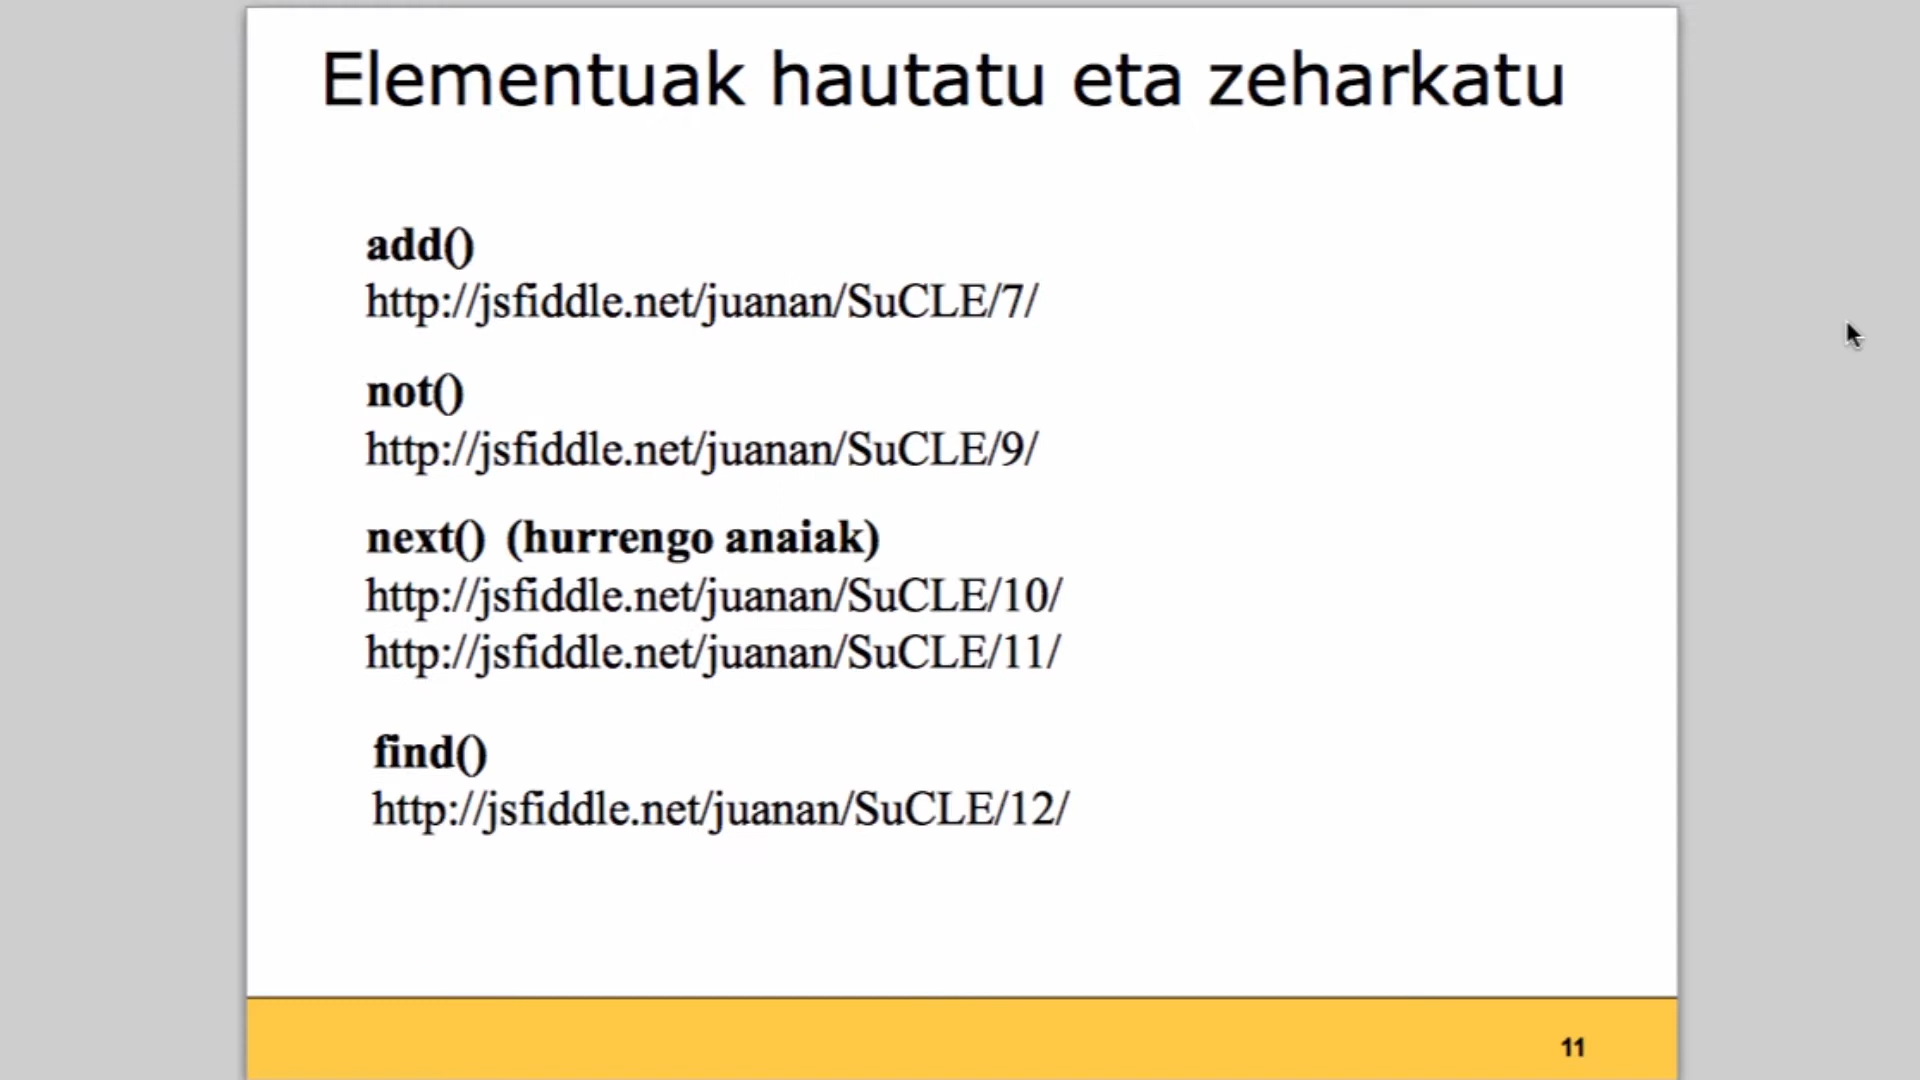 Elementuak hautatu eta zeharkatu
add()
http://jsfiddle.net/juanan/SuCLE/7/
not()
http://jsfiddle.net/juanan/SuCLE/9/
next() (hurrengo anaiak)
http://jsfiddle.net/juanan/SuCLE/10/
http://jsfiddle.net/juanan/SuCLE/11/
find()
http://jsfiddle.net/juanan/SuCLE/12/
11